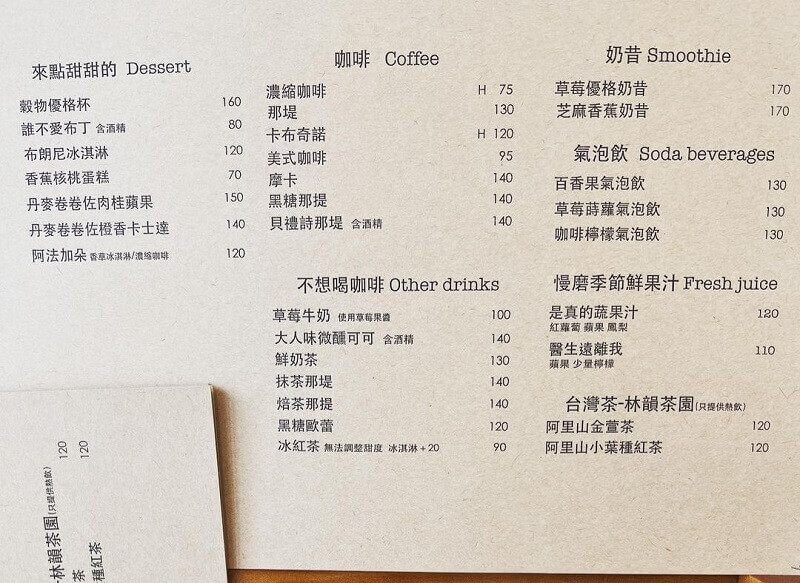 來點甜甜的 Dessert
穀物優格杯 160
誰不愛布丁 含酒精 80
布朗尼冰淇淋 120
香蕉核桃蛋糕 70
丹麥卷卷佐肉桂蘋果 150
丹麥卷卷佐橙香卡士達 140
阿法加朵 香草冰淇淋/濃縮咖啡 120
咖啡 Coffee
濃縮咖啡 H 75
那堤 130
卡布奇諾 H 120
美式咖啡 95
摩卡 140
黑糖那提 140
貝禮詩那堤 含酒精 140
不想喝咖啡 Other drinks
草莓牛奶 使用草莓果醬 100
大人味微醺可可 含酒精 140
鮮奶茶 130
抹茶那堤 140
焙茶那提 140
黑糖歐蕾 120
冰紅茶 無法調整甜度 冰淇淋+20 90
奶昔 Smoothie
草莓優格奶昔 170
芝麻香蕉奶昔 170
氣泡飲 Soda beverages
百香果氣泡飲 130
草莓蒔蘿氣泡飲 130
咖啡檸檬氣泡飲 130
慢磨季節鮮果汁 Fresh juice
是真的蔬果汁 120
紅蘿蔔 蘋果 鳳梨
醫生遠離我 110
蘋果 少量檸檬
台灣茶-林韻茶園(只提供熱飲)
阿里山金萱茶 120
阿里山小葉種紅茶 120
-林韻茶園(只提供熱飲)
茶 120
種紅茶 120